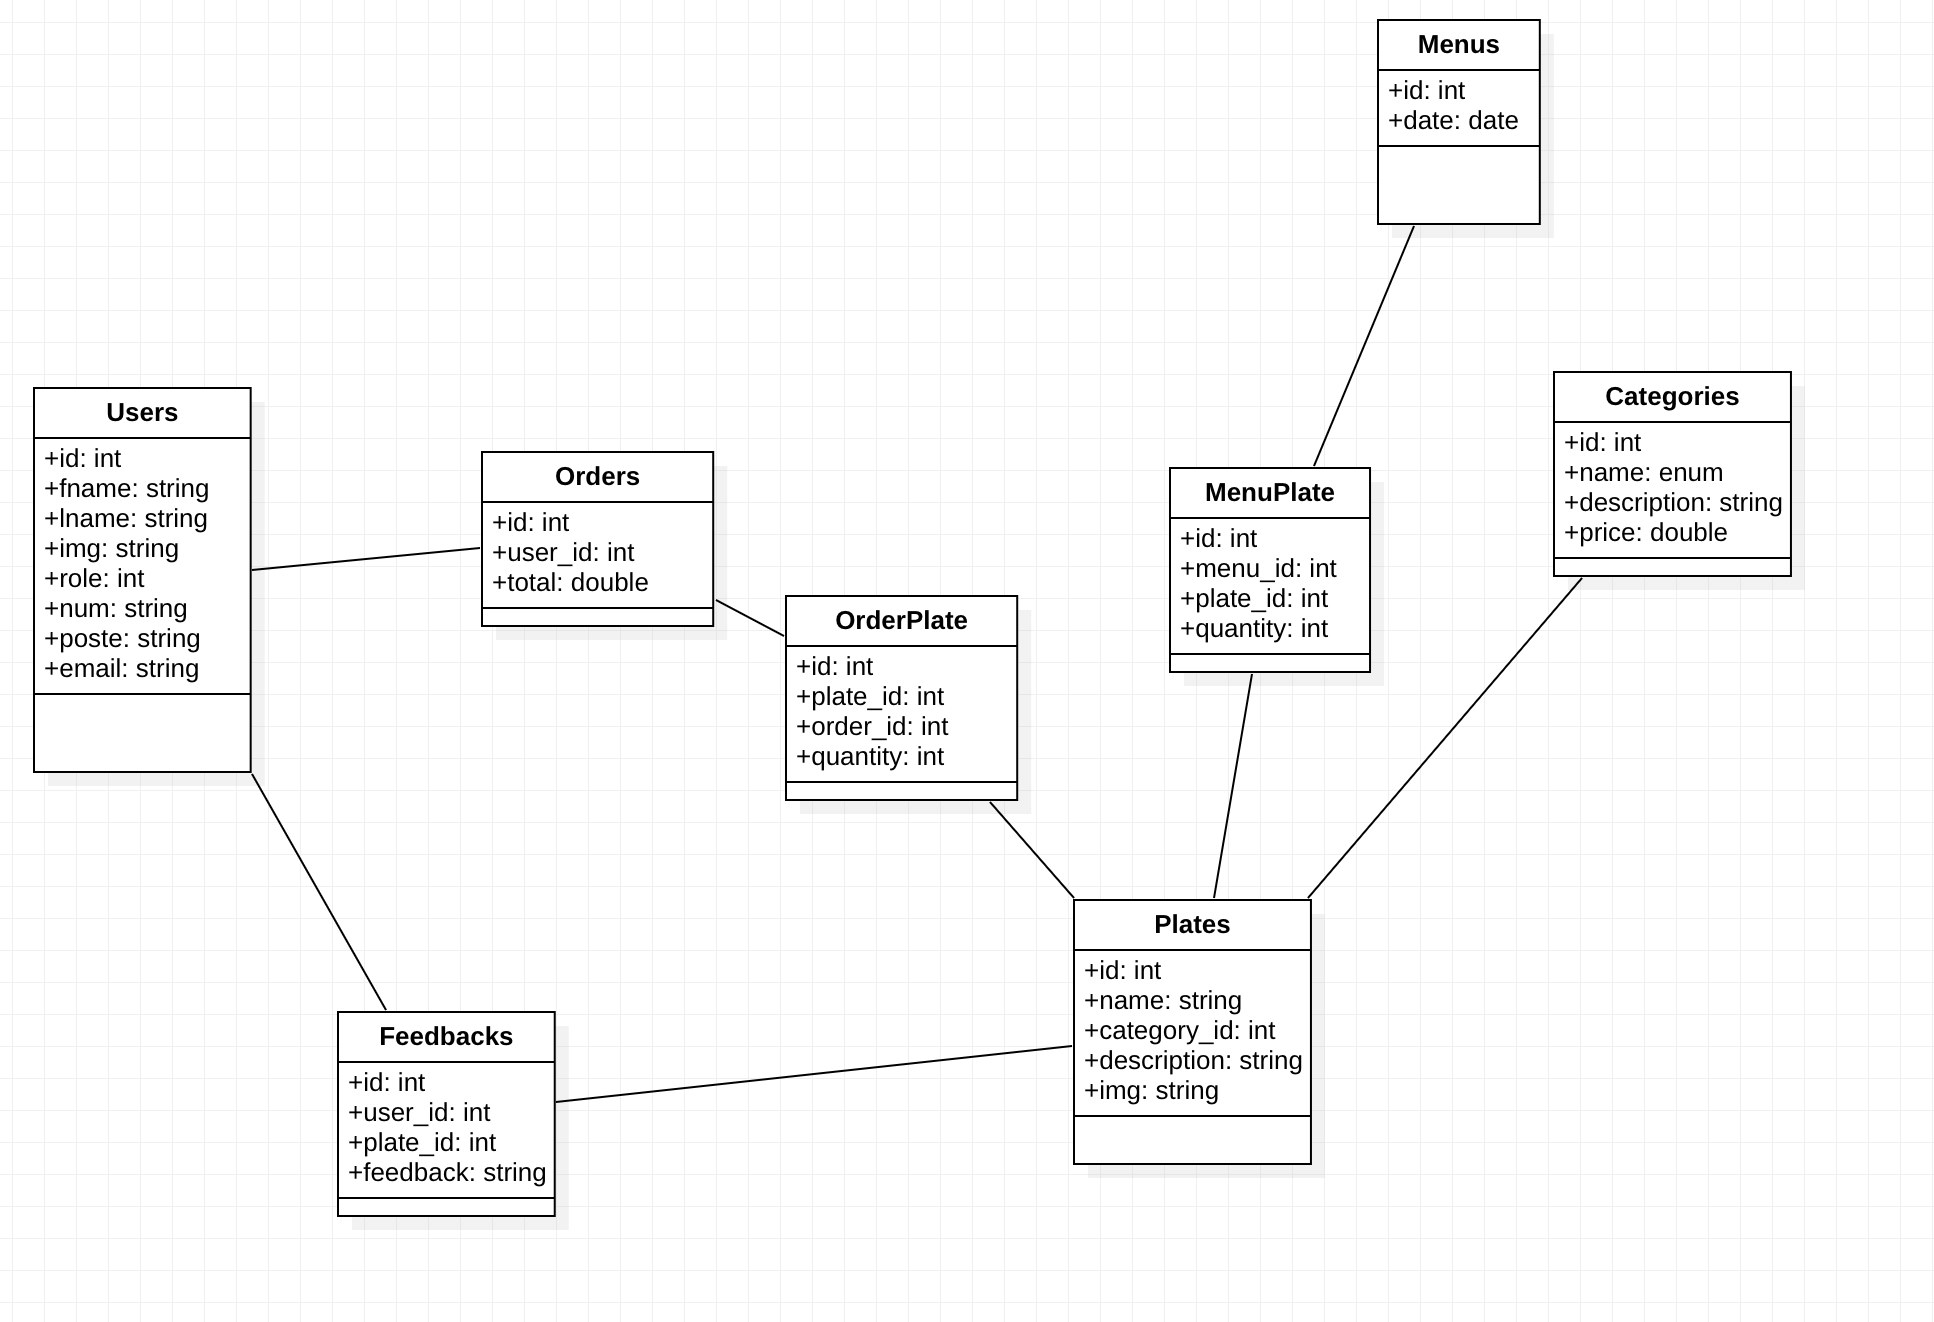 Menus
+id: int
+date: date
Users
+id: int
+fname: string
+lname: string
+img: string
+role: int
+num: string
+poste: string
+email: string
Orders
+id: int
+user_id: int
+total: double
OrderPlate
+id: int
+plate_id: int
+order_id: int
+quantity: int
MenuPlate
+id: int
+menu_id: int
+plate_id: int
+quantity: int
Categories
+id: int
+name: enum
+description: string
+price: double
Feedbacks
+id: int
+user_id: int
+plate_id: int
+feedback: string
Plates
+id: int
+name: string
+category_id: int
+description: string
+img: string